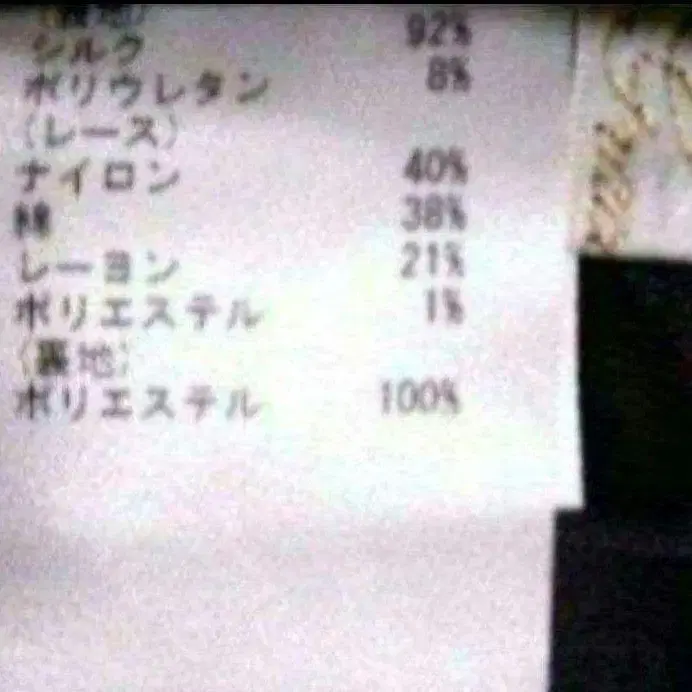 シルク 92%
ポリウレタン 8%
(レース)
ナイロン 40%
綿 38%
レーヨン 21%
ポリエステル 1%
(裏地)
ポリエステル 100%